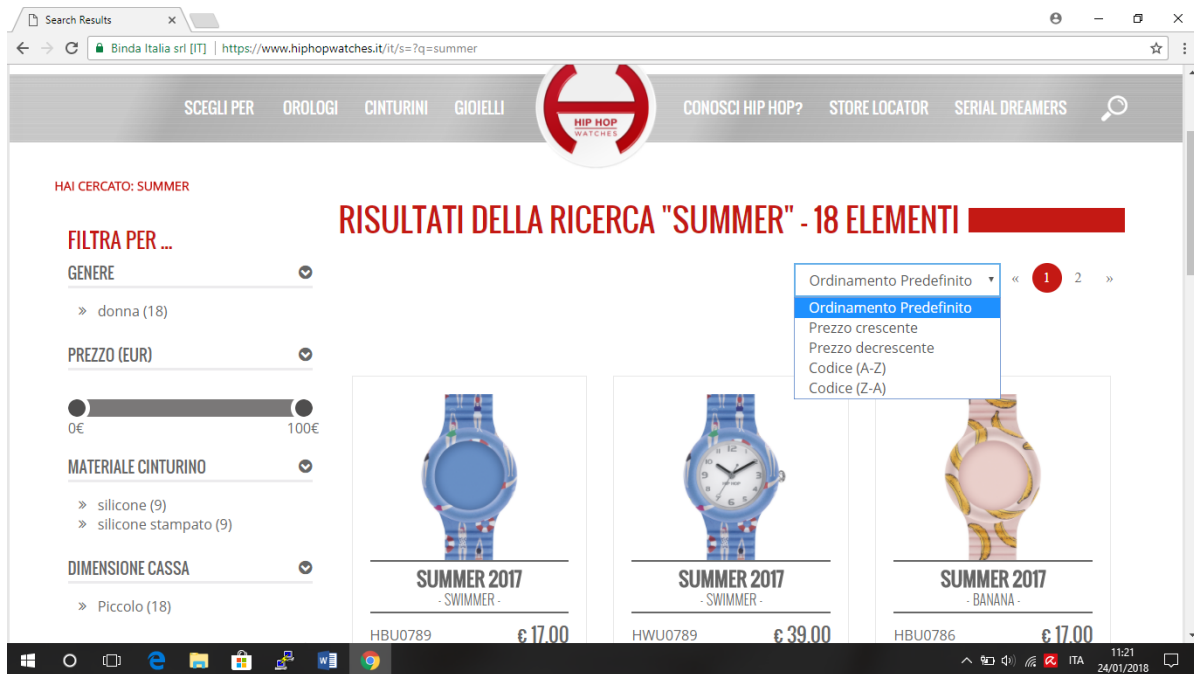 Search Results
Binda Italia srl [IT] | https://www.hiphopwatches.it/it/s=?q=summer
SCEGLI PER OROLOGI CINTURINI GIOIELLI HIP HOP WATCHES CONOSCI HIP HOP? STORE LOCATOR SERIAL DREAMERS
HAI CERCATO: SUMMER
RISULTATI DELLA RICERCA "SUMMER" - 18 ELEMENTI
FILTRA PER ...
GENERE
» donna (18)
PREZZO (EUR)
0€ 100€
MATERIALE CINTURINO
» silicone (9)
» silicone stampato (9)
DIMENSIONE CASSA
» Piccolo (18)
Ordinamento Predefinito « 1 2 »
Ordinamento Predefinito
Prezzo crescente
Prezzo decrescente
Codice (A-Z)
Codice (Z-A)
SUMMER 2017
- SWIMMER -
HBU0789 € 17.00
SUMMER 2017
- SWIMMER -
HWU0789 € 39.00
SUMMER 2017
- BANANA -
HBU0786 € 17.00
ITA
11:21
24/01/2018